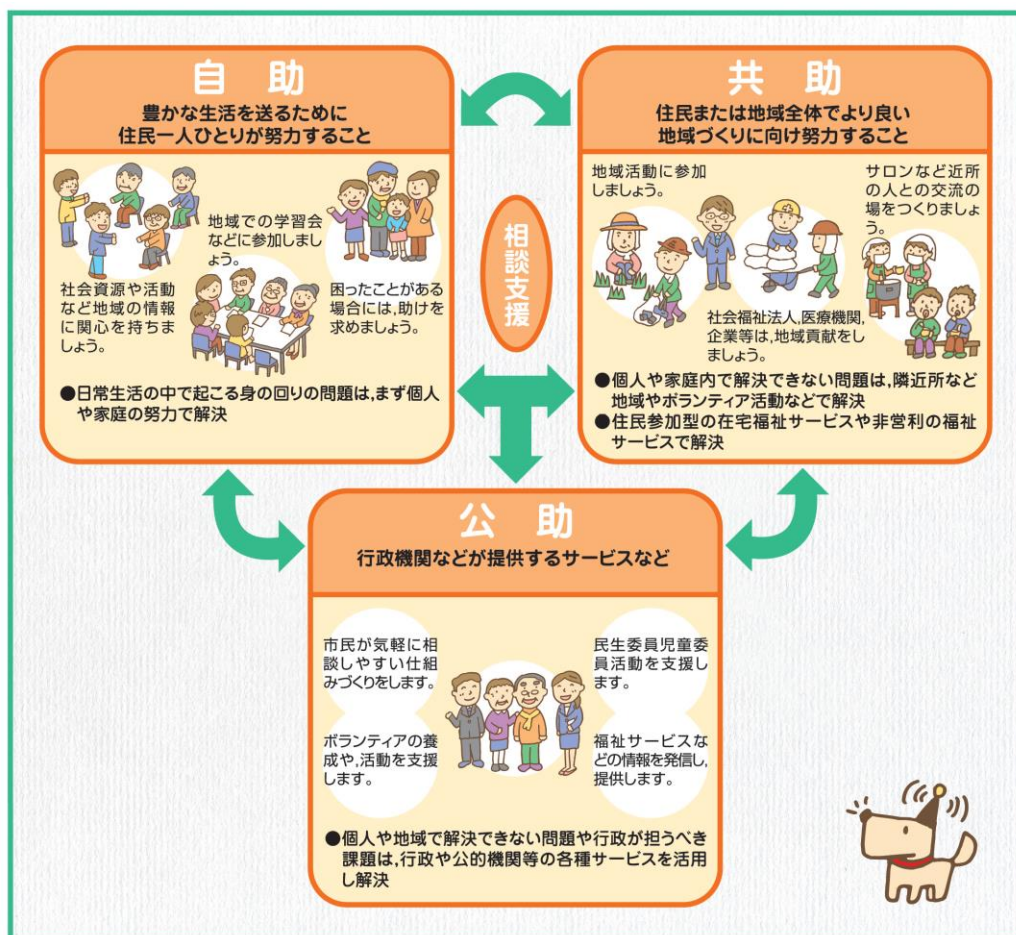 自助
豊かな生活を送るために
住民一人ひとりが努力すること
地域での学習会
などに参加しまし
ょう。
社会資源や活動
など地域の情報
に関心を持ちま
しょう。
困ったことがある
場合には,助けを
求めましょう。
●日常生活の中で起こる身の回りの問題は,まず個人
や家庭の努力で解決
相談支援
共助
住民または地域全体でより良い
地域づくりに向け努力すること
地域活動に参加
しましょう。
サロンなど近所
の人との交流の
場をつくりましょ
う。
社会福祉法人,医療機関,
企業等は,地域貢献をし
ましょう。
●個人や家庭内で解決できない問題は,隣近所など
地域やボランティア活動などで解決
●住民参加型の在宅福祉サービスや非営利の福祉
サービスで解決
公助
行政機関などが提供するサービスなど
市民が気軽に相
談しやすい仕組
みづくりをします。
民生委員児童委
員活動を支援し
ます。
ボランティアの養
成や,活動を支援
します。
福祉サービスな
どの情報を発信し,
提供します。
●個人や地域で解決できない問題や行政が担うべき
課題は,行政や公的機関等の各種サービスを活用
し解決